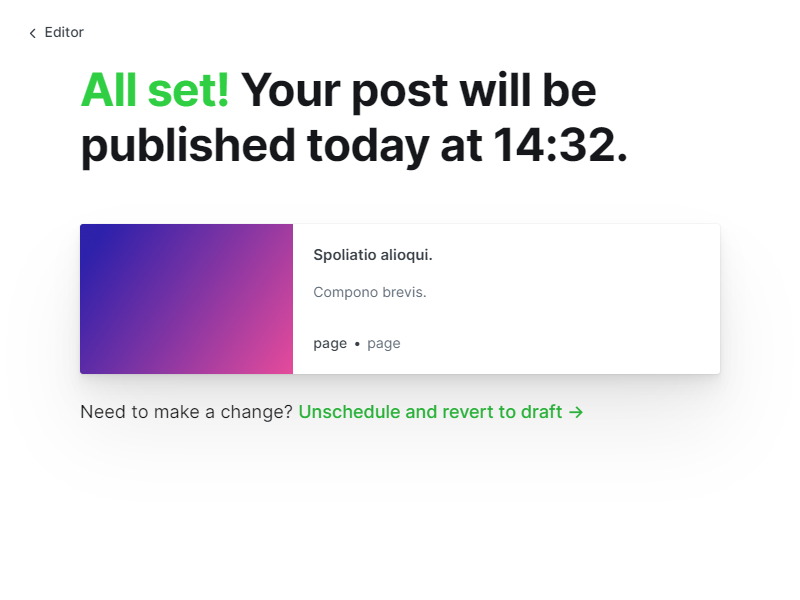 Editor
All set! Your post will be
published today at 14:32.
Spoliatio alioqui.
Compono brevis.
page • page
Need to make a change? Unschedule and revert to draft →